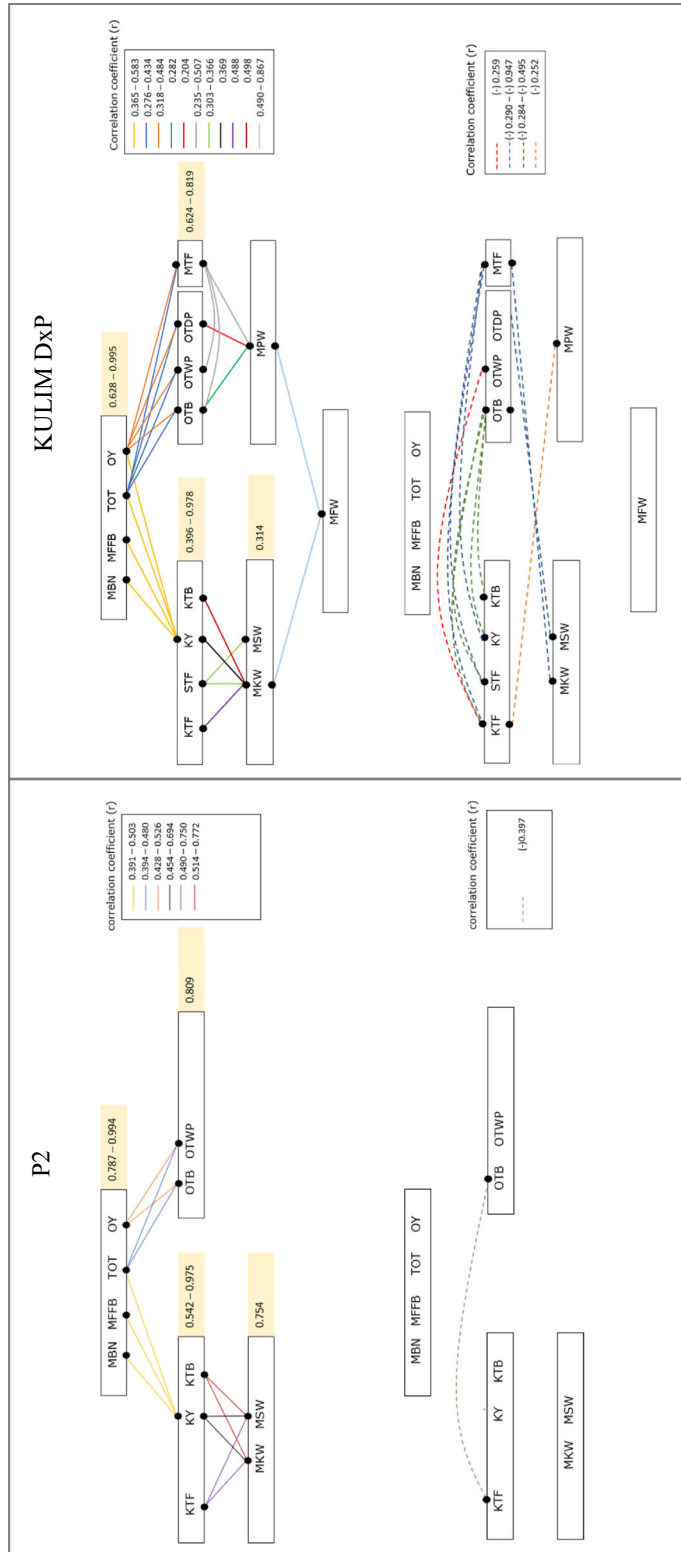 P2
MBN MFFB TOT OY
0.787 – 0.994
KTF KY KTB
0.542 – 0.975
OTB OTWP
0.809
MKW MSW
0.754
correlation coefficient (r)
0.391 – 0.503
0.394 – 0.480
0.428 – 0.526
0.454 – 0.694
0.490 – 0.750
0.514 – 0.772
MBN MFFB TOT OY
KTF KY KTB
OTB OTWP
MKW MSW
correlation coefficient (r)
(-)0.397
KULIM DxP
MBN MFFB TOT OY
0.628 – 0.995
KTF STF KY KTB
0.396 – 0.978
OTB OTWP OTDP
MTF
0.624 – 0.819
MKW MSW
0.314
MPW
MFW
Correlation coefficient (r)
0.365 – 0.583
0.276 – 0.434
0.318 – 0.484
0.282
0.204
0.235 – 0.507
0.303 – 0.366
0.369
0.488
0.498
0.490 – 0.867
MBN MFFB TOT OY
KTF STF KY KTB
OTB OTWP OTDP
MTF
MKW MSW
MPW
MFW
Correlation coefficient (r)
(-) 0.259
(-) 0.290 – (-) 0.947
(-) 0.284 – (-) 0.495
(-) 0.252